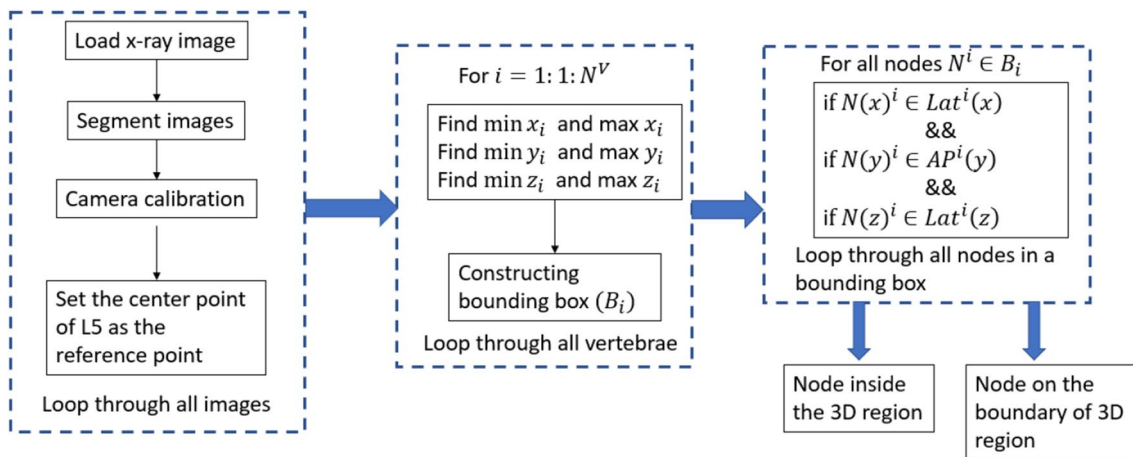 Load x-ray image
Segment images
Camera calibration
Set the center point
of L5 as the
reference point
Loop through all images
For i = 1: 1: N^V
Find min x_i and max x_i
Find min y_i and max y_i
Find min z_i and max z_i
Constructing
bounding box (B_i)
Loop through all vertebrae
For all nodes N^i ∈ B_i
if N(x)^i ∈ Lat^i(x)
&&
if N(y)^i ∈ AP^i(y)
&&
if N(z)^i ∈ Lat^i(z)
Loop through all nodes in a
bounding box
Node inside
the 3D region
Node on the
boundary of 3D
region